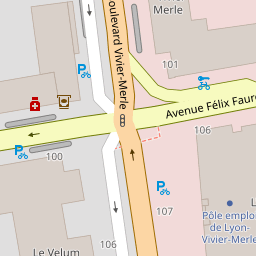 Merle
Boulevard Vivier-Merle
101
Avenue Félix Faure
106
100
107
Pôle emploi
de Lyon-
Vivier-Merle
106
Le Velum